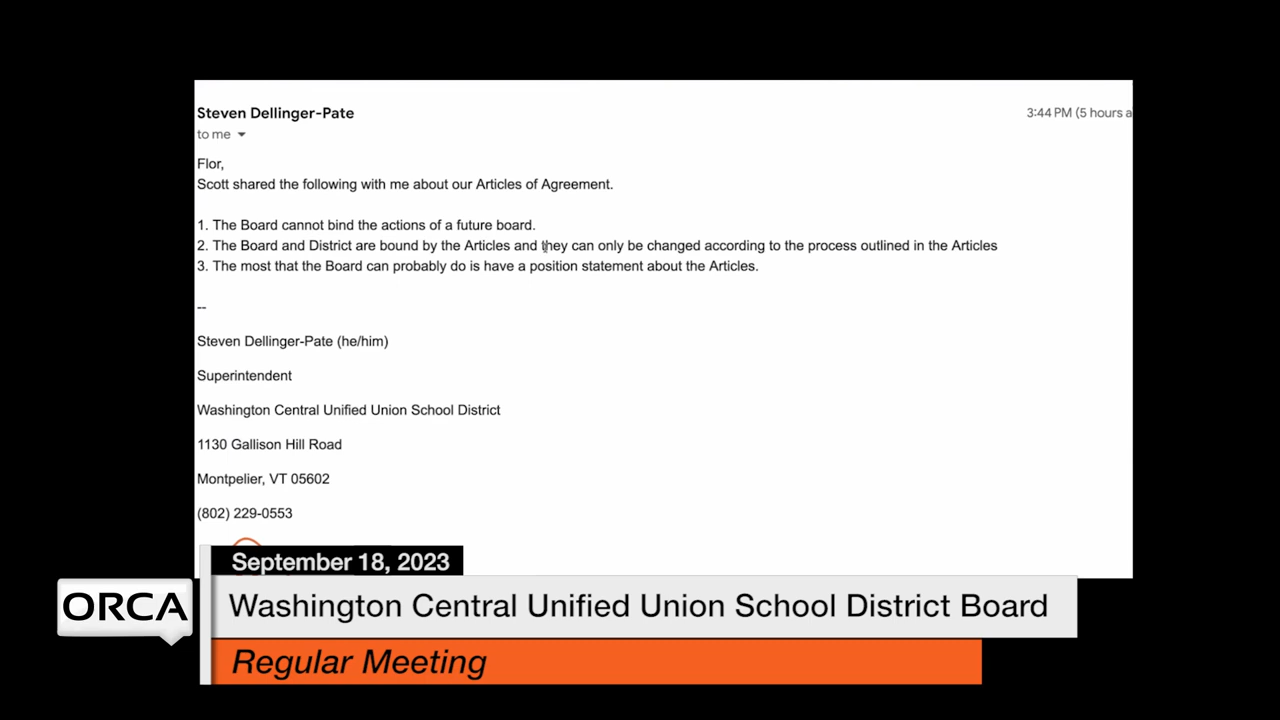 Steven Dellinger-Pate
3:44 PM (5 hours a
to me
Flor,
Scott shared the following with me about our Articles of Agreement.
1. The Board cannot bind the actions of a future board.
2. The Board and District are bound by the Articles and they can only be changed according to the process outlined in the Articles
3. The most that the Board can probably do is have a position statement about the Articles.
--
Steven Dellinger-Pate (he/him)
Superintendent
Washington Central Unified Union School District
1130 Gallison Hill Road
Montpelier, VT 05602
(802) 229-0553
September 18, 2023
ORCA
Washington Central Unified Union School District Board
Regular Meeting